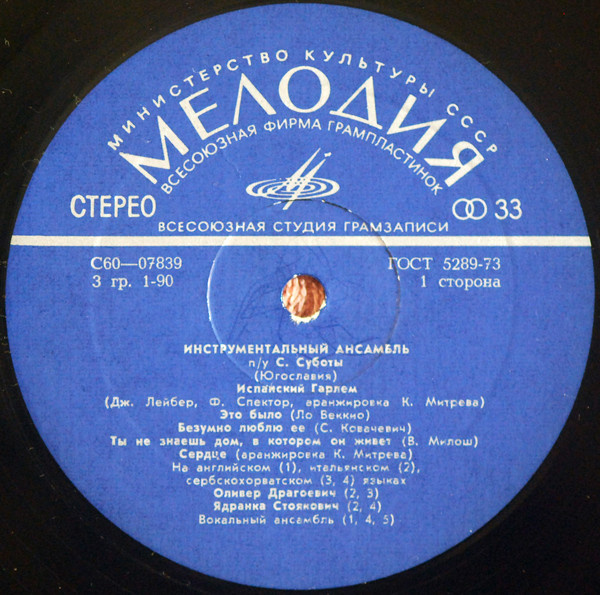 МИНИСТЕРСТВО КУЛЬТУРЫ СССР
МЕЛОДИЯ
ВСЕСОЮЗНАЯ ФИРМА ГРАМПЛАСТИНОК
СТЕРЕО
33
ВСЕСОЮЗНАЯ СТУДИЯ ГРАМЗАПИСИ
С60—07839
ГОСТ 5289-73
3 гр. 1-90
1 сторона
ИНСТРУМЕНТАЛЬНЫЙ АНСАМБЛЬ
п/у С. Суботы
(Югославия)
Испанский Гарлем
(Дж. Лейбер, Ф. Спектор, аранжировка К. Митрева)
Это было (Ло Веккио)
Безумно люблю ее (С. Ковачевич)
Ты не знаешь дом, в котором он живет (В. Милош)
Сердце (аранжировка К. Митрева)
На английском (1), итальянском (2),
сербскохорватском (3, 4) языках
Оливер Драгоевич (2, 3)
Ядранка Стоякович (2, 4)
Вокальный ансамбль (1, 4, 5)